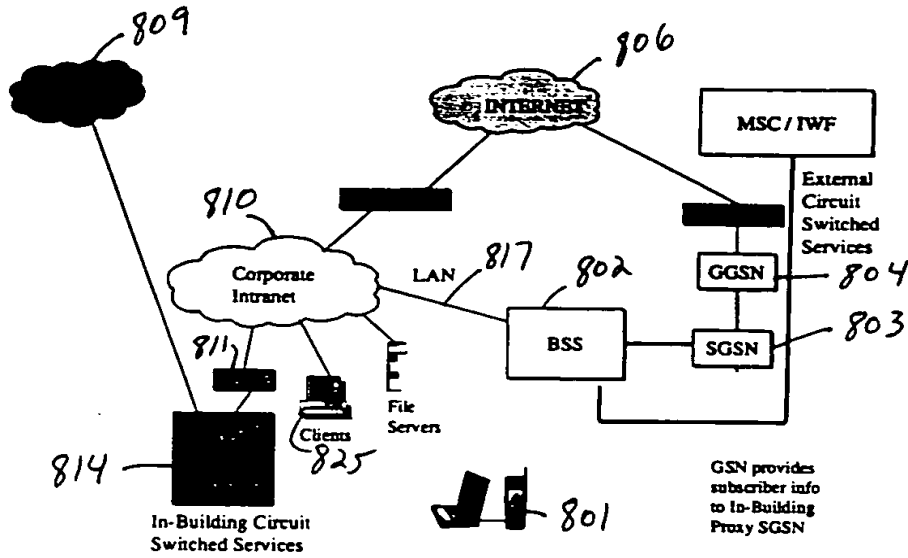 809
806
INTERNET
MSC / IWF
External
Circuit
Switched
Services
810
Corporate
Intranet
LAN
817
802
GGSN
804
BSS
SGSN
803
811
File
Servers
Clients
825
814
In-Building Circuit
Switched Services
801
GSN provides
subscriber info
to In-Building
Proxy SGSN